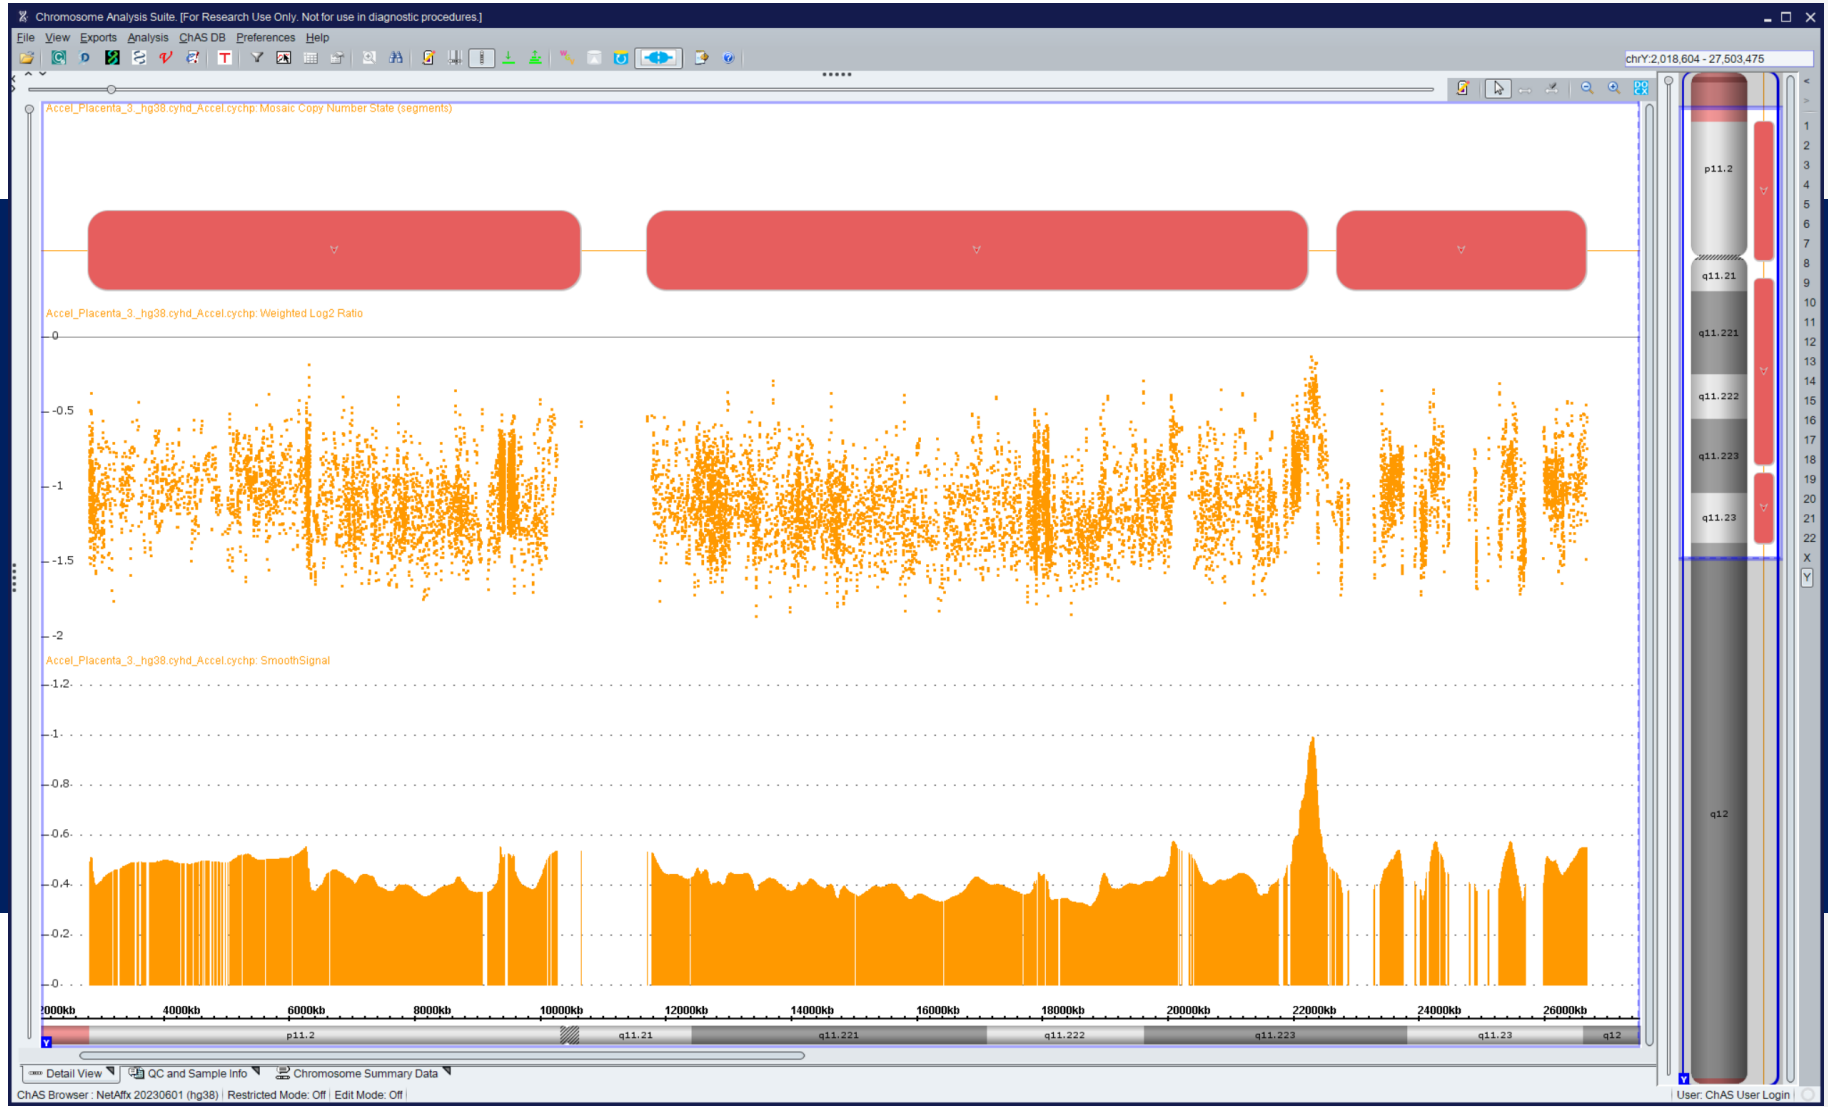 Chromosome Analysis Suite. [For Research Use Only. Not for use in diagnostic procedures.]
File View Exports Analysis ChAS DB Preferences Help
chrY:2,018,604 - 27,503,475
Accel_Placenta_3._hg38.cyhd_Accel.cychp: Mosaic Copy Number State (segments)
Accel_Placenta_3._hg38.cyhd_Accel.cychp: Weighted Log2 Ratio
0
-0.5
-1
-1.5
-2
Accel_Placenta_3._hg38.cyhd_Accel.cychp: SmoothSignal
1.2
1
0.8
0.6
0.4
0.2
0
2000kb 4000kb 6000kb 8000kb 10000kb 12000kb 14000kb 16000kb 18000kb 20000kb 22000kb 24000kb 26000kb
p11.2 q11.21 q11.221 q11.222 q11.223 q11.23 q12
Y
p11.2
q11.21
q11.221
q11.222
q11.223
q11.23
q12
Y
1
2
3
4
5
6
7
8
9
10
11
12
13
14
15
16
17
18
19
20
21
22
X
Y
Detail View QC and Sample Info Chromosome Summary Data
ChAS Browser : NetAffx 20230601 (hg38) Restricted Mode: Off Edit Mode: Off User: ChAS User Login